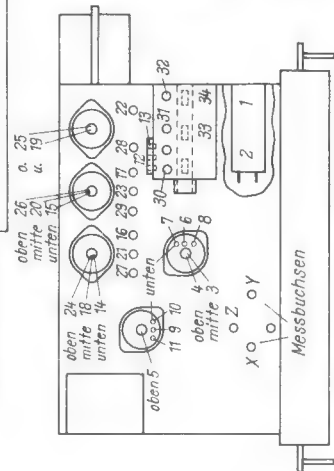 o. 25
u. 19
oben 26
mitte 20
unten 15
oben 24
mitte 18
unten 14
27 21 16 29 23 17 28 22
12 13
30 31 32
33 34
oben 5
11 9 10
unten 7
6
8
oben 4
mitte 3
2 1
X Z Y
Messbuchsen